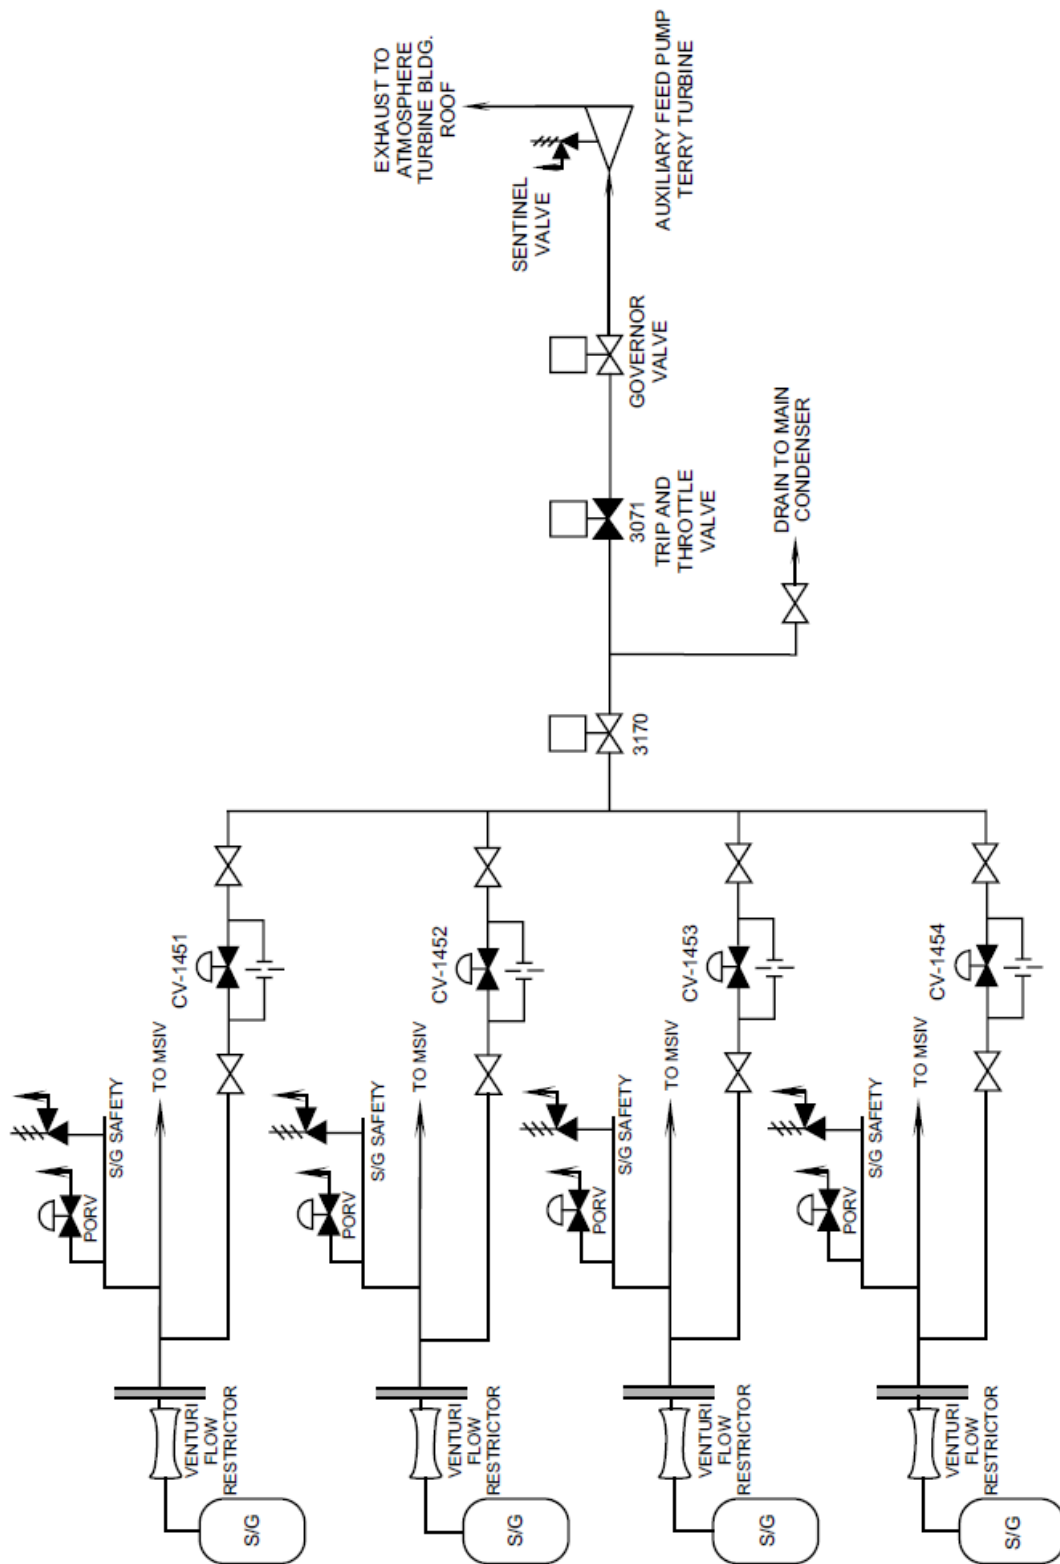 EXHAUST TO
ATMOSPHERE
TURBINE BLDG.
ROOF
SENTINEL
VALVE
AUXILIARY FEED PUMP
TERRY TURBINE
GOVERNOR
VALVE
3071
TRIP AND
THROTTLE
VALVE
DRAIN TO MAIN
CONDENSER
3170
CV-1451
CV-1452
CV-1453
CV-1454
TO MSIV
S/G SAFETY
PORV
TO MSIV
S/G SAFETY
PORV
TO MSIV
S/G SAFETY
PORV
TO MSIV
S/G SAFETY
PORV
VENTURI
FLOW
RESTRICTOR
VENTURI
FLOW
RESTRICTOR
VENTURI
FLOW
RESTRICTOR
VENTURI
FLOW
RESTRICTOR
S/G
S/G
S/G
S/G